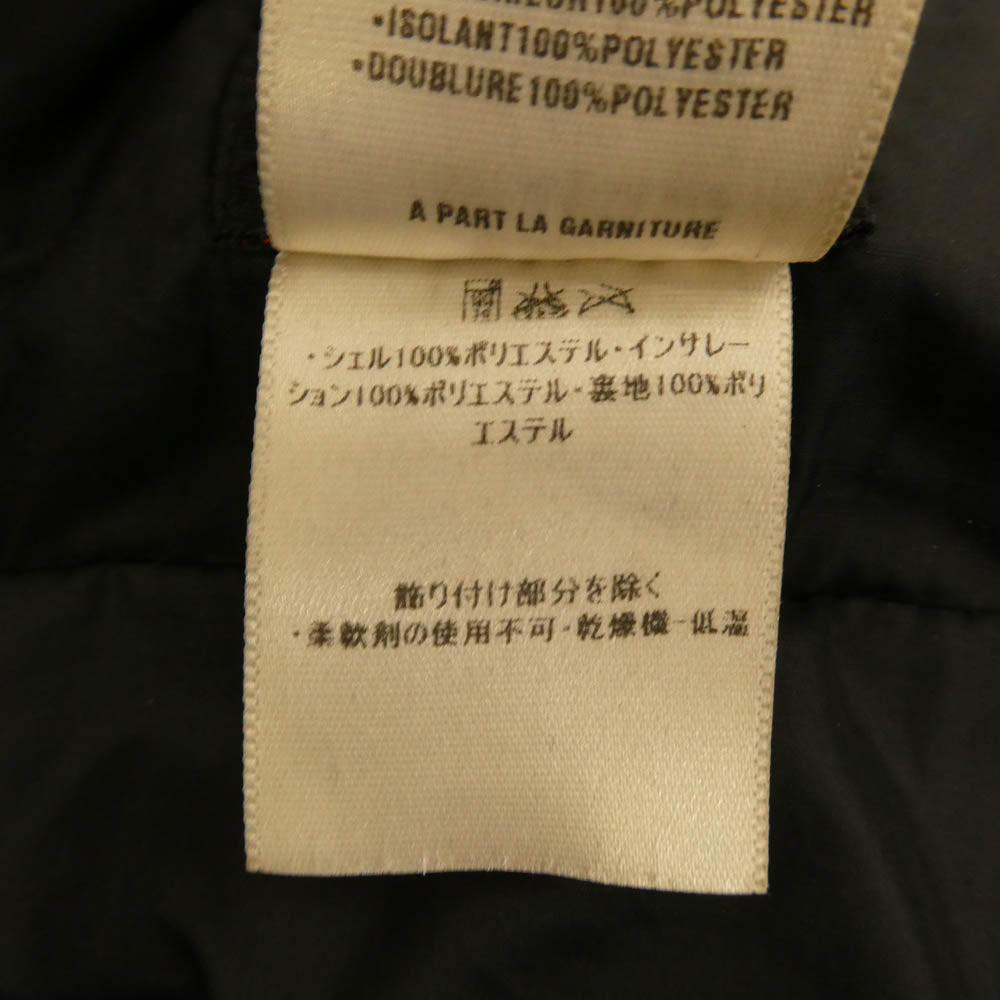 100%POLYESTER
•ISOLANT100%POLYESTER
•DOUBLURE100%POLYESTER
A PART LA GARNITURE
・シェル100%ポリエステル・インサレー
ション100%ポリエステル・裏地100%ポリ
エステル
飾り付け部分を除く
・柔軟剤の使用不可・乾燥機-低温